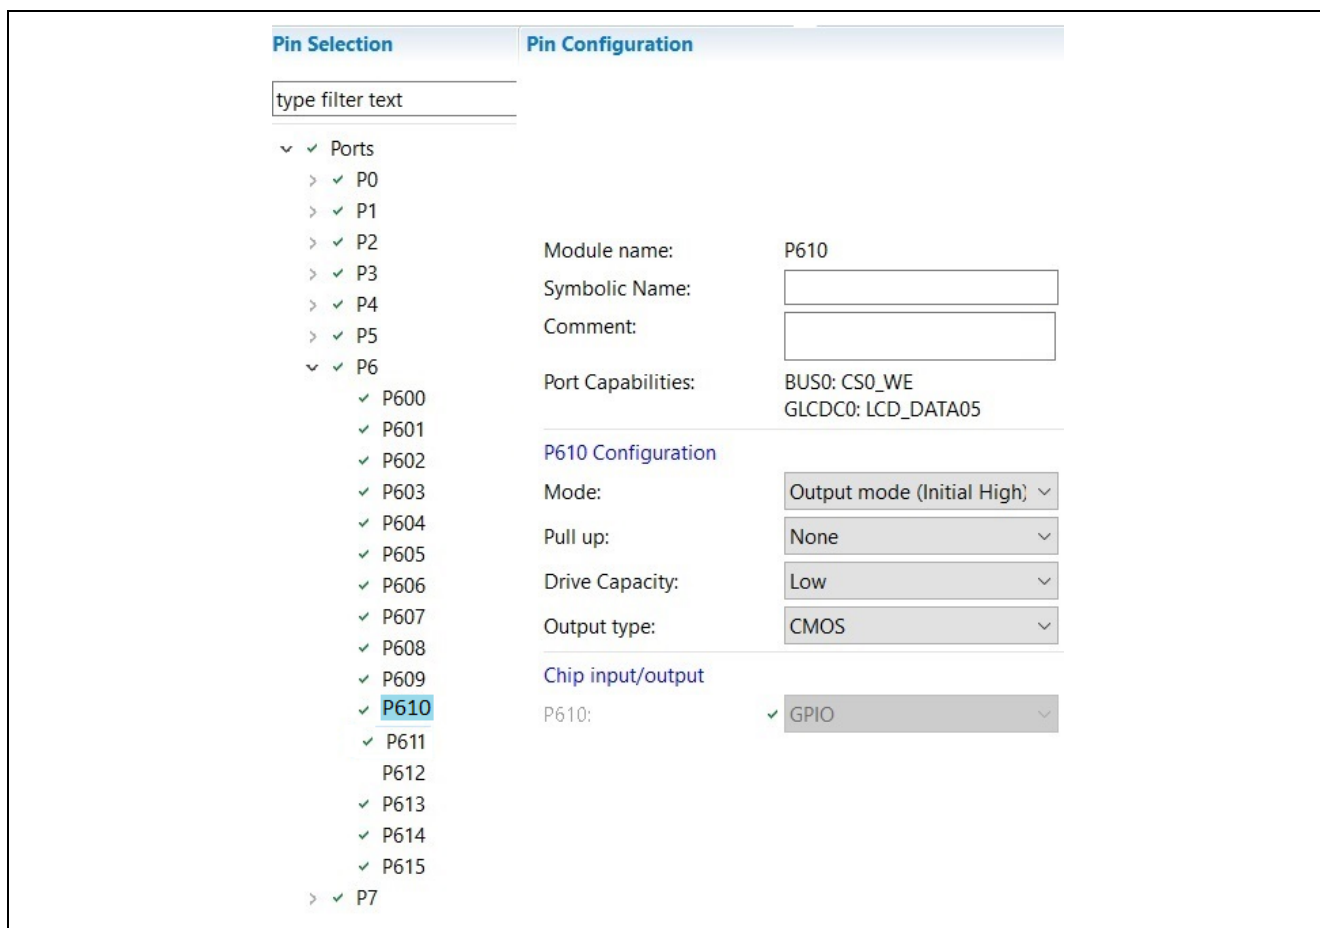 Pin Selection
Pin Configuration
type filter text
Ports
P0
P1
P2
P3
P4
P5
P6
P600
P601
P602
P603
P604
P605
P606
P607
P608
P609
P610
P611
P612
P613
P614
P615
P7
Module name: P610
Symbolic Name:
Comment:
Port Capabilities: BUS0: CS0_WE
GLCDC0: LCD_DATA05
P610 Configuration
Mode: Output mode (Initial High)
Pull up: None
Drive Capacity: Low
Output type: CMOS
Chip input/output
P610: GPIO